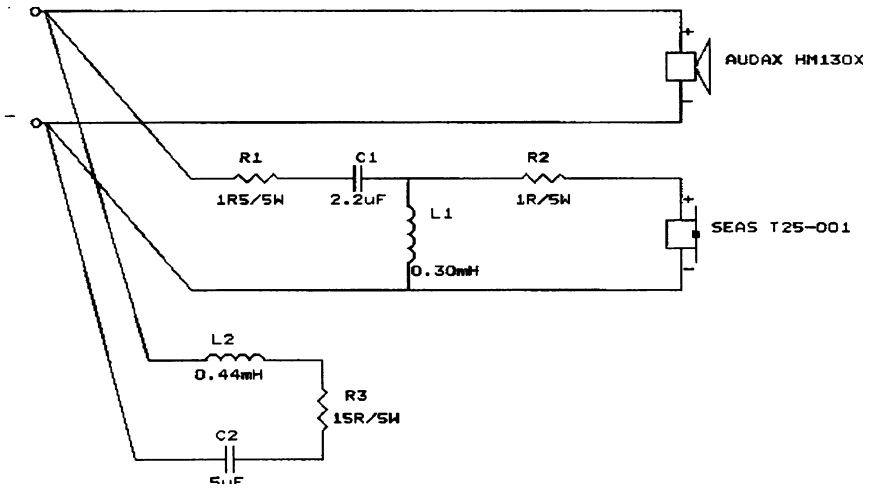 AUDAX HM130X
+
-
-
R1
C1
R2
1R5/5W
2.2uF
1R/5W
L1
+
SEAS T25-001
-
0.30mH
L2
0.44mH
R3
15R/5W
C2
5uF